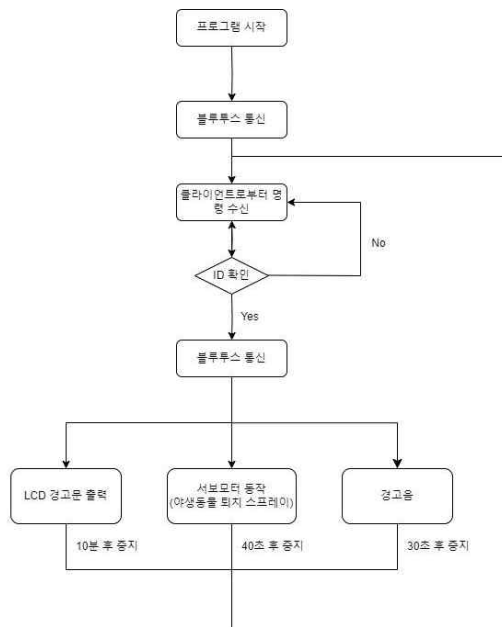 프로그램 시작
블루투스 통신
클라이언트로부터 명
령 수신
No
ID 확인
Yes
블루투스 통신
LCD 경고문 출력
서보모터 동작
(야생동물 퇴치 스프레이)
경고음
10분 후 중지
40초 후 중지
30초 후 중지